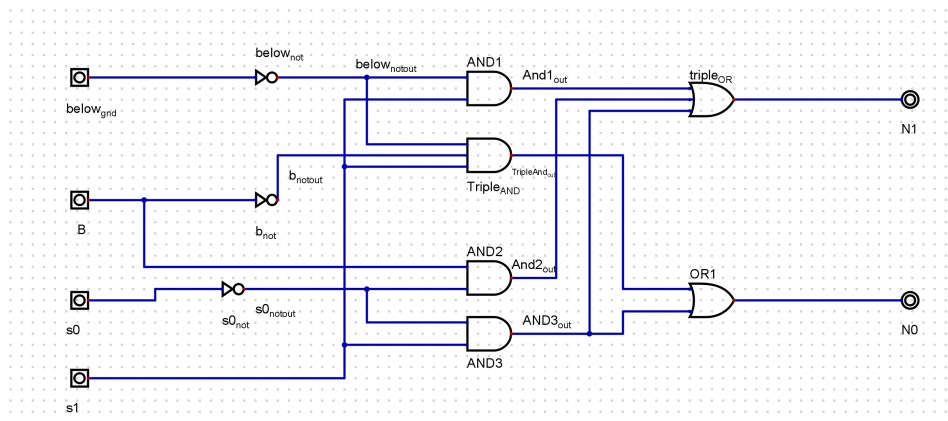 below_not
below_notout
AND1
And1_out
triple_OR
below_gnd
N1
b_notout
TripleAnd_out
Triple_AND
B
b_not
AND2
And2_out
OR1
s0_notout
s0_not
AND3_out
s0
N0
AND3
s1